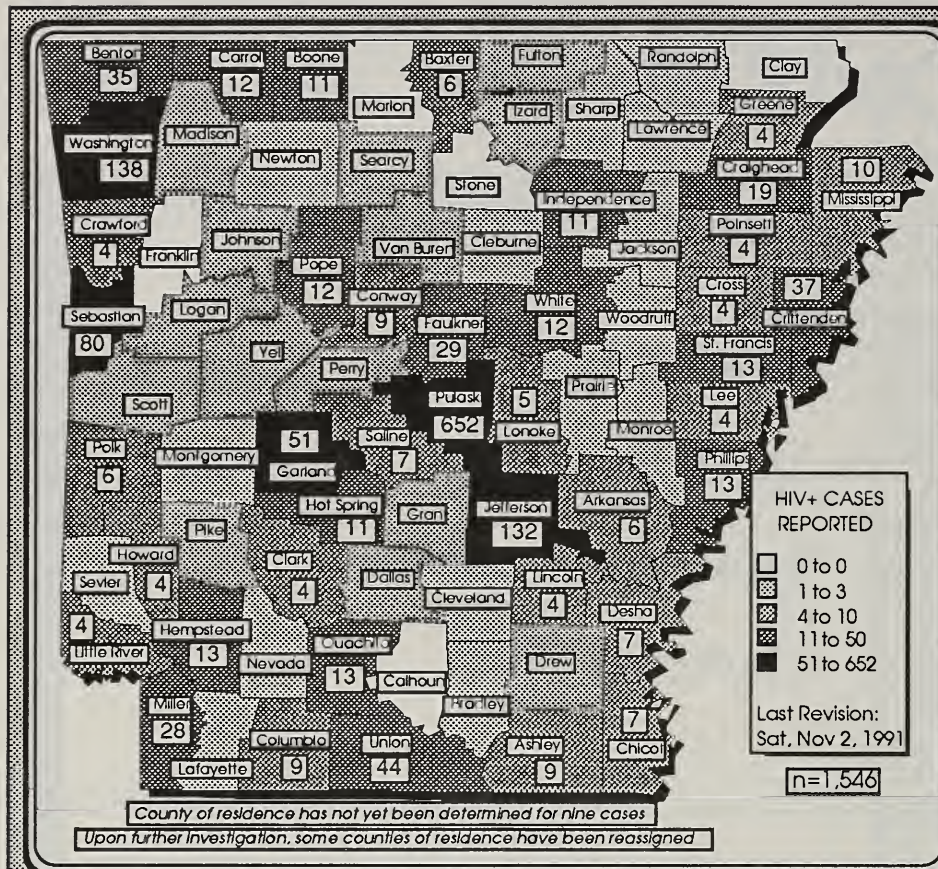 Benton
35
Carrol
12
Boone
11
Marion
Baxter
6
Fulton
Randolph
Clay
Izard
Sharp
Lawrence
Greene
4
Washington
138
Madison
Newton
Searcy
Stone
Independence
11
Craighead
19
10
Mississippi
Crawford
4
Franklin
Johnson
Pope
12
Van Buren
Cleburne
Jackson
Poinsett
4
Sebastian
80
Logan
Conway
9
Faulkner
29
White
12
Woodruff
Cross
4
37
Crittenden
St. Francis
13
Scott
Yel
Perry
Pulask
652
5
Lonoke
Prairie
Monroe
Lee
4
Phillips
13
Polk
6
Montgomery
51
Garland
Saline
7
Hot Spring
11
Gran
Jefferson
132
Arkansas
6
Pike
Howard
4
Sevier
4
Little River
Clark
4
Dallas
Cleveland
Lincoln
4
Desha
7
Hempstead
13
Nevada
Ouachita
13
Calhoun
Bradley
Drew
Miller
28
Lafayette
Columbia
9
Union
44
Ashley
9
7
Chicot
HIV+ CASES
REPORTED
0 to 0
1 to 3
4 to 10
11 to 50
51 to 652
Last Revision:
Sat, Nov 2, 1991
n=1,546
County of residence has not yet been determined for nine cases
Upon further investigation, some counties of residence have been reassigned